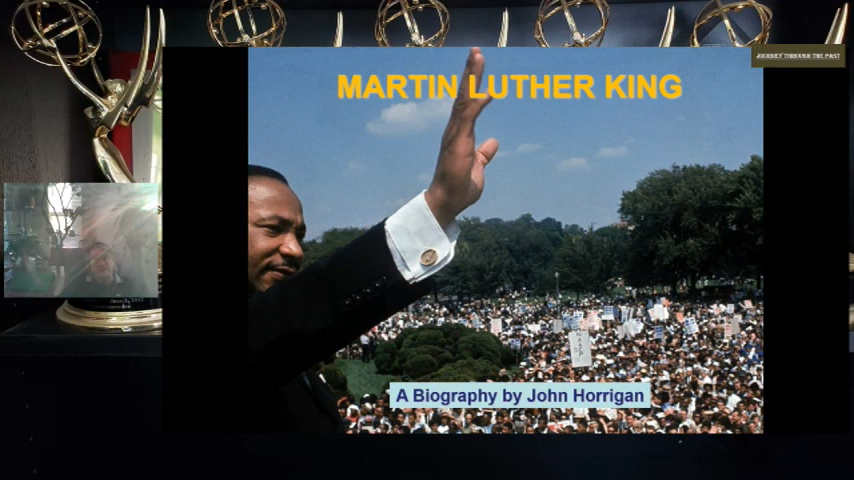 JOURNEY THROUGH THE PAST
MARTIN LUTHER KING
A Biography by John Horrigan